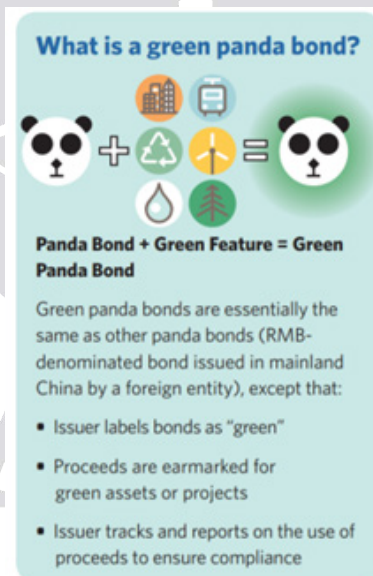 What is a green panda bond?
+
=
Panda Bond + Green Feature = Green
Panda Bond
Green panda bonds are essentially the
same as other panda bonds (RMB-
denominated bond issued in mainland
China by a foreign entity), except that:
• Issuer labels bonds as “green”
• Proceeds are earmarked for
green assets or projects
• Issuer tracks and reports on the use of
proceeds to ensure compliance